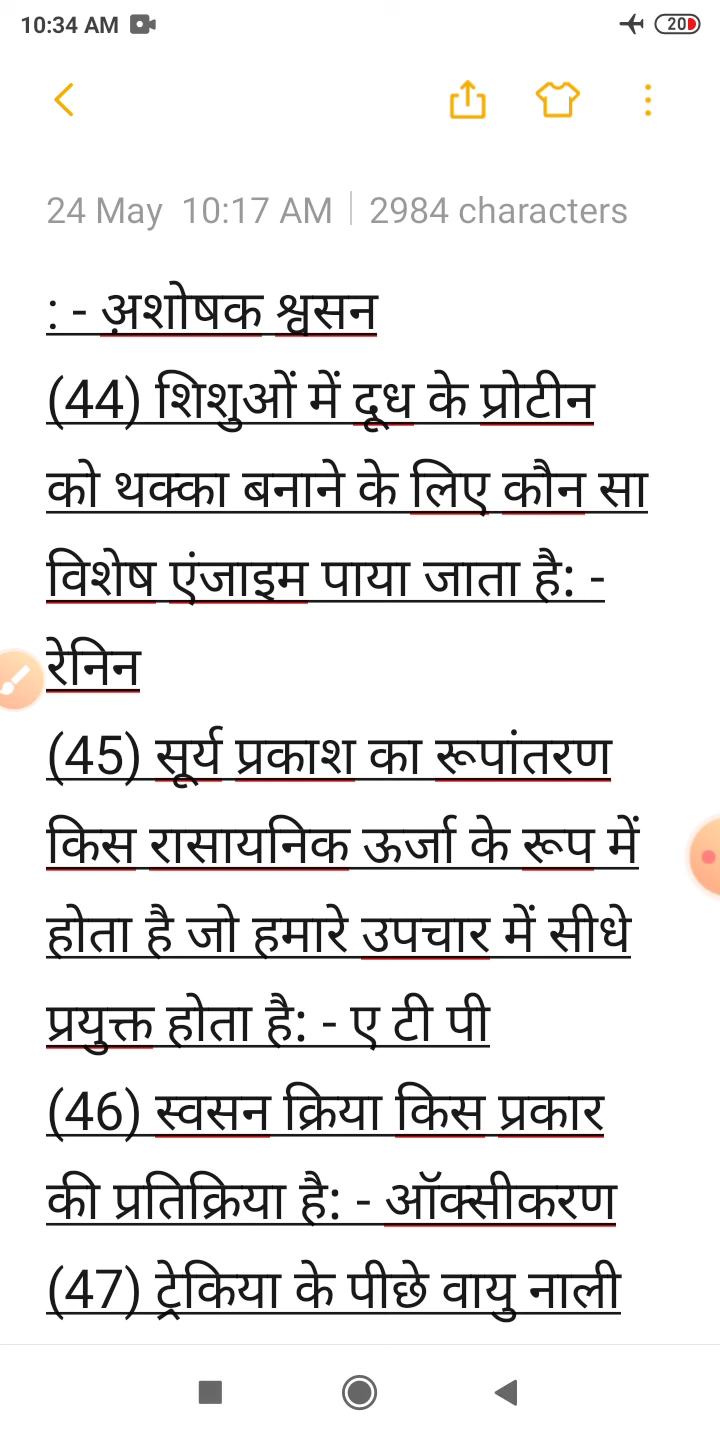 10:34 AM 20
24 May 10:17 AM | 2984 characters
: - अ़शोषक श्वसन
(44) शिशुओं में दूध के प्रोटीन
को थक्का बनाने के लिए कौन सा
विशेष एंजाइम पाया जाता है: -
रेनिन
(45) सूर्य प्रकाश का रूपांतरण
किस रासायनिक ऊर्जा के रूप में
होता है जो हमारे उपचार में सीधे
प्रयुक्त होता है: - ए टी पी
(46) स्वसन क्रिया किस प्रकार
की प्रतिक्रिया है: - ऑक्सीकरण
(47) ट्रेकिया के पीछे वायु नाली